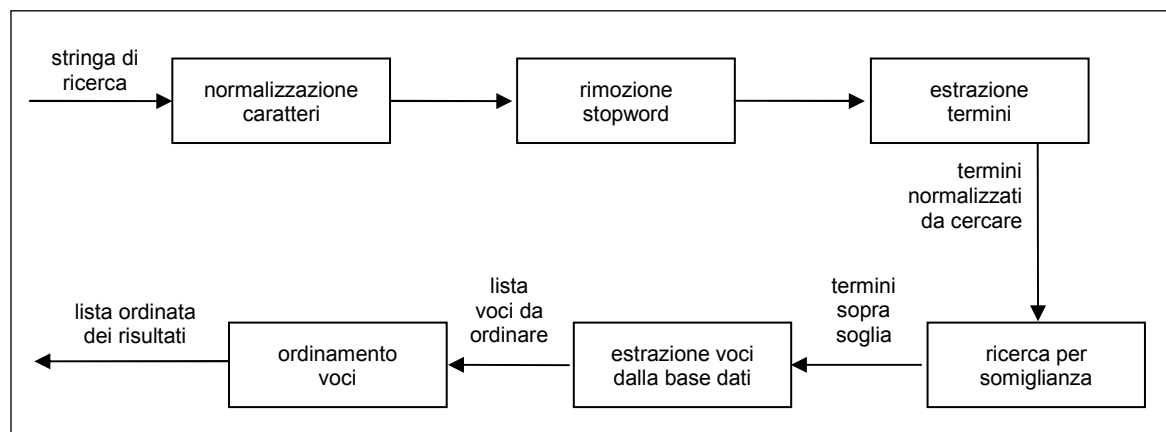 stringa di
ricerca
normalizzazione
caratteri
rimozione
stopword
estrazione
termini
termini
normalizzati
da cercare
ricerca per
somiglianza
termini
sopra
soglia
estrazione voci
dalla base dati
lista
voci da
ordinare
ordinamento
voci
lista ordinata
dei risultati